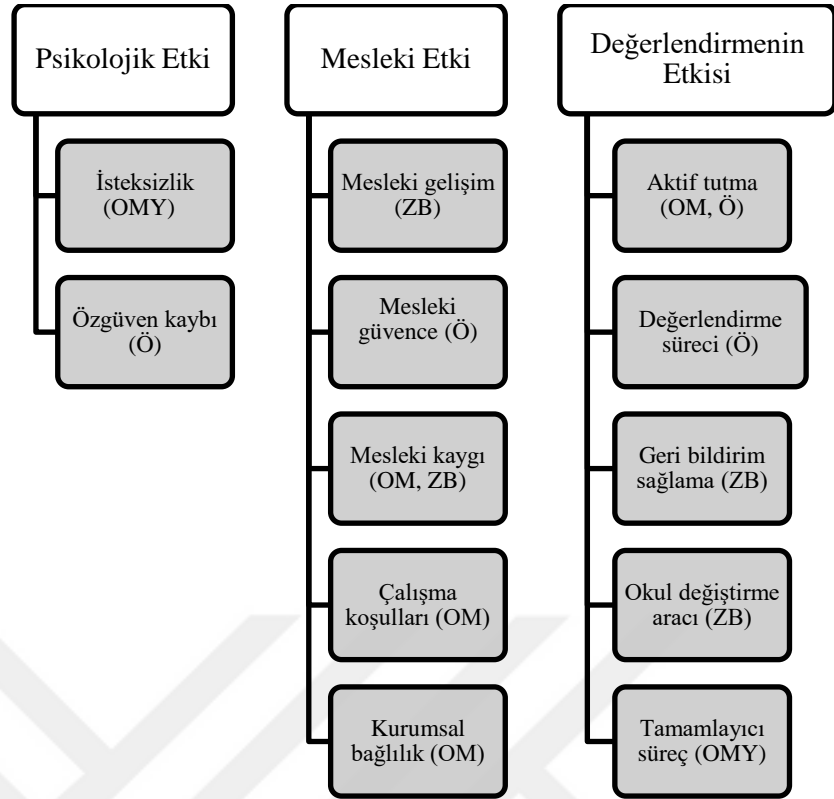 Psikolojik Etki
İsteksizlik
(OMY)
Özgüven kaybı
(Ö)
Mesleki Etki
Mesleki gelişim
(ZB)
Mesleki
güvence (Ö)
Mesleki kaygı
(OM, ZB)
Çalışma
koşulları (OM)
Kurumsal
bağlılık (OM)
Değerlendirmenin
Etkisi
Aktif tutma
(OM, Ö)
Değerlendirme
süreci (Ö)
Geri bildirim
sağlama (ZB)
Okul değiştirme
aracı (ZB)
Tamamlayıcı
süreç (OMY)